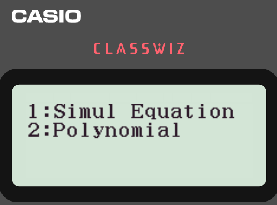 CASIO
CLASSWIZ
1:Simul Equation
2:Polynomial